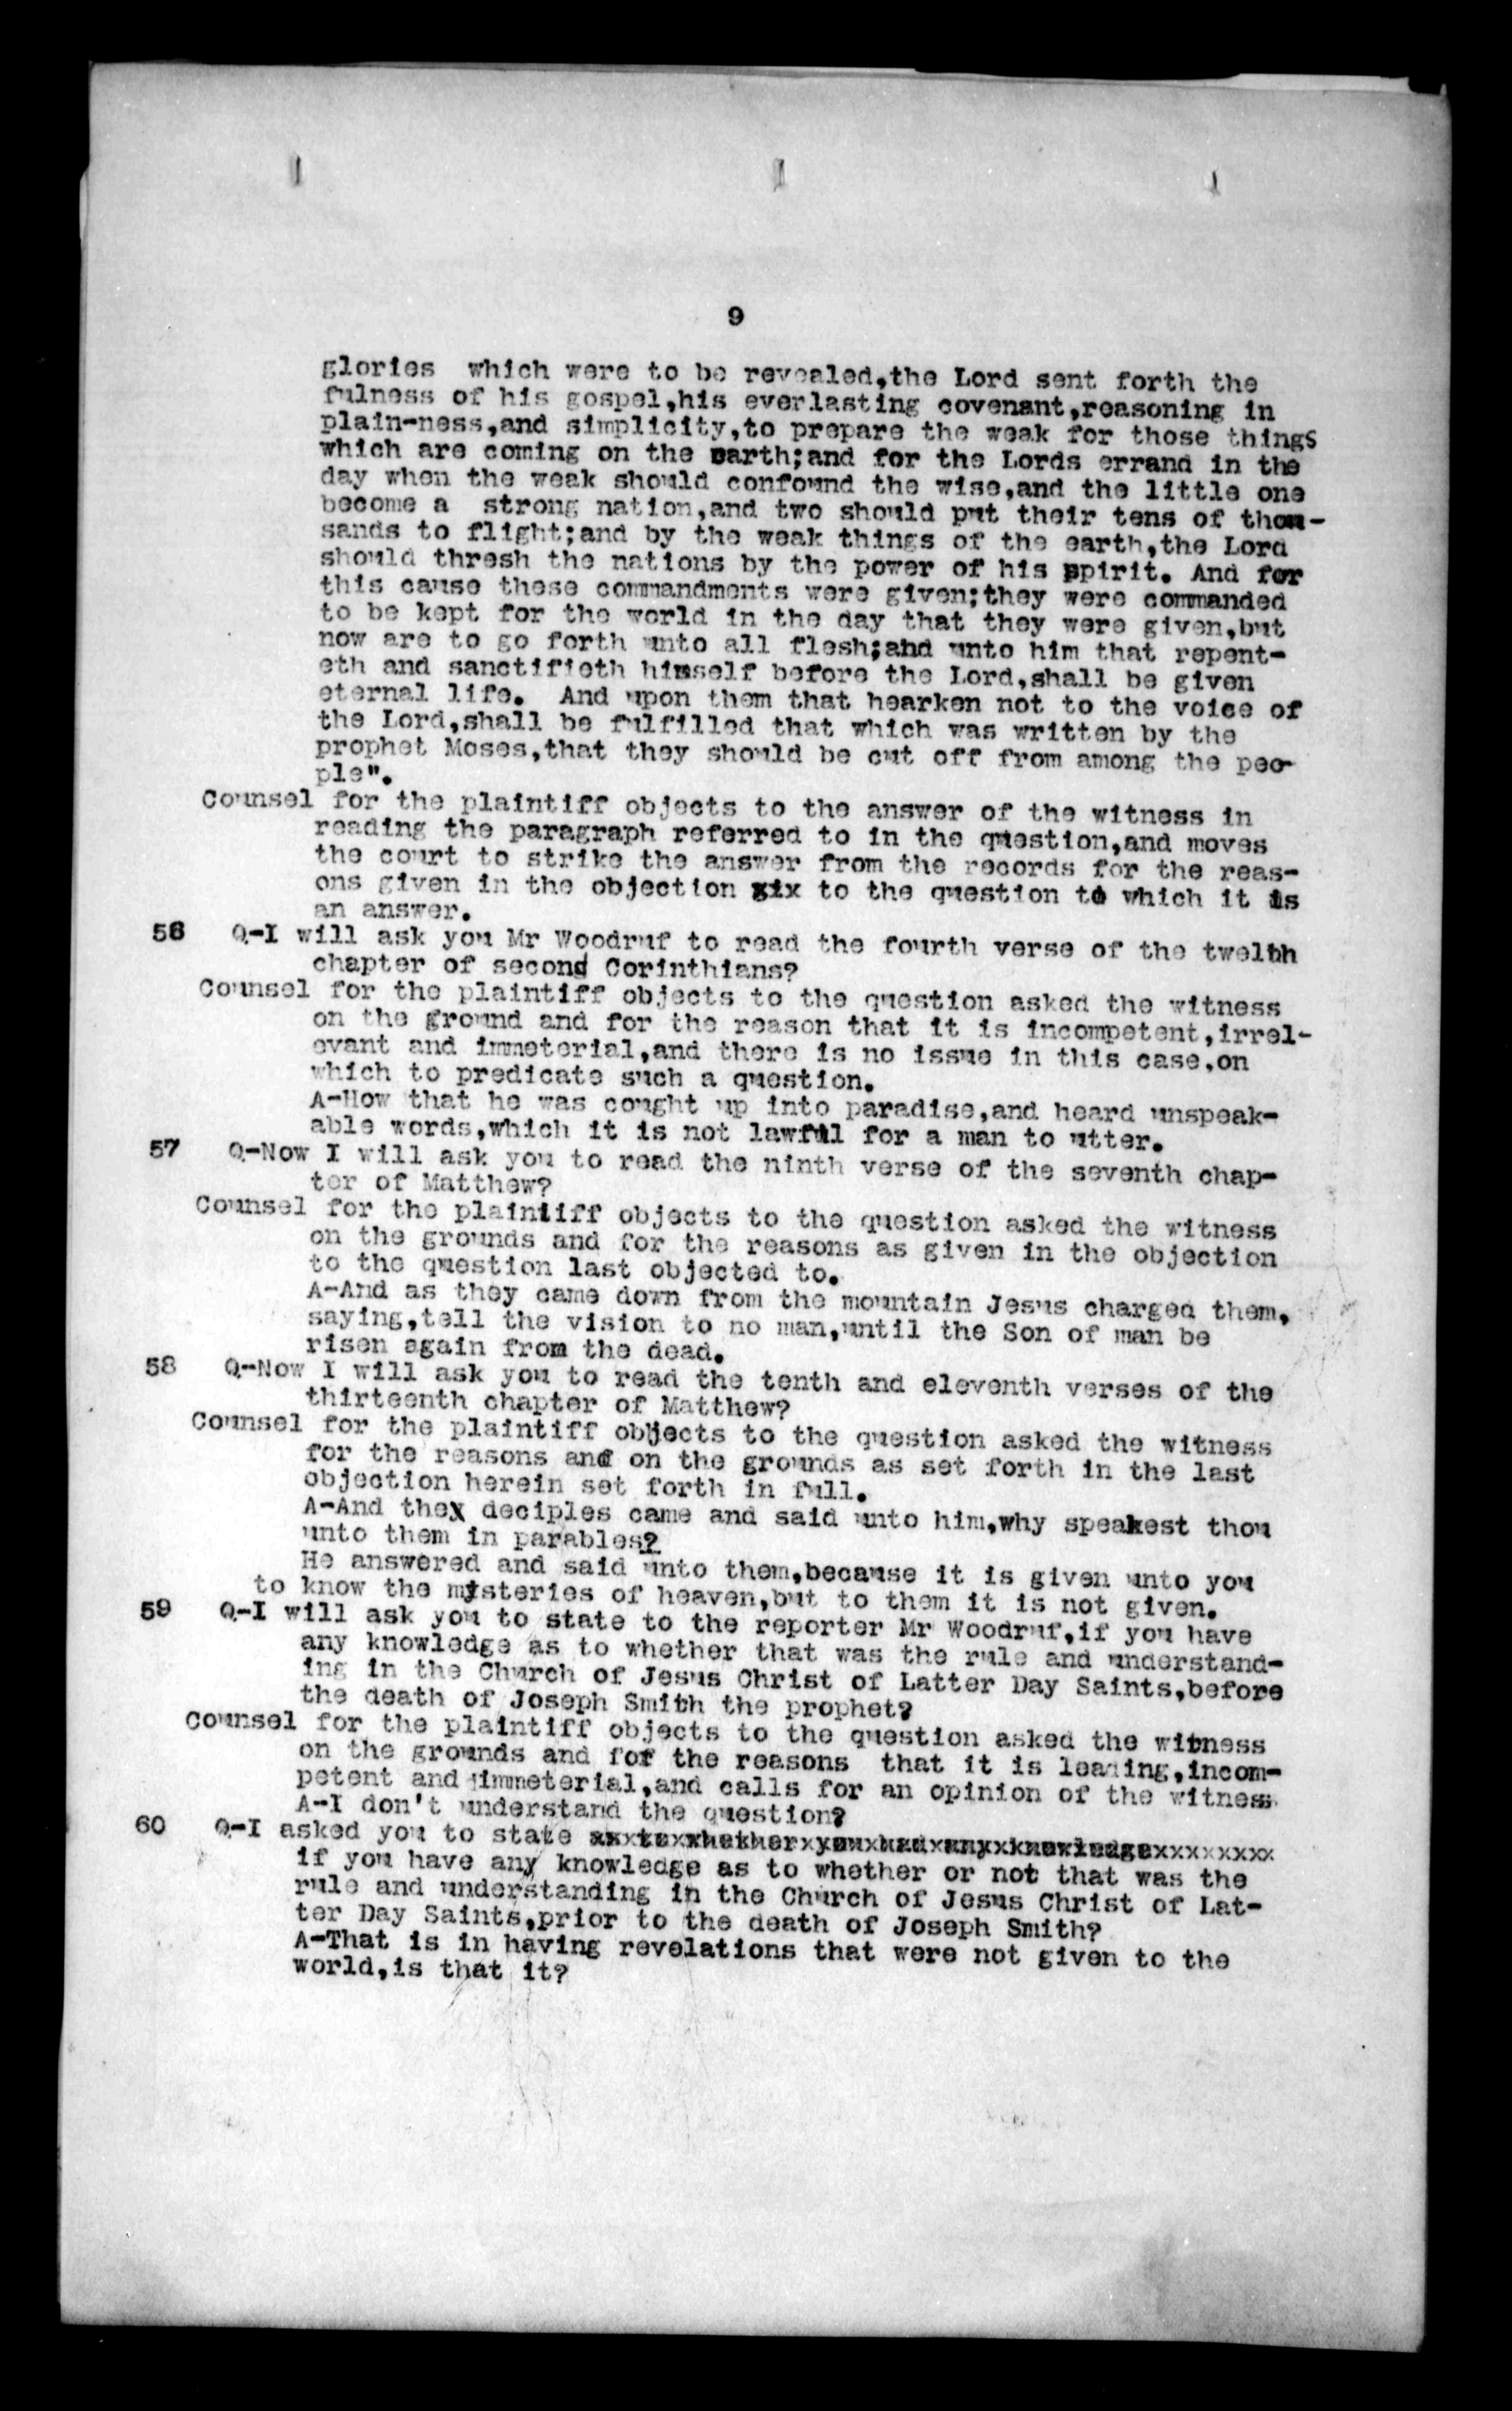 9
glories which were to be revealed,the Lord sent forth the
fulness of his gospel,his everlasting covenant,reasoning in
plain-ness,and simplicity,to prepare the weak for those things
which are coming on the earth;and for the Lords errand in the
day when the weak should confound the wise,and the little one
become a strong nation,and two should put their tens of thou-
sands to flight;and by the weak things of the earth,the Lord
should thresh the nations by the power of his spirit. And for
this cause these commandments were given;they were commanded
to be kept for the world in the day that they were given,but
now are to go forth unto all flesh;and unto him that repent-
eth and sanctifieth himself before the Lord,shall be given
eternal life. And upon them that hearken not to the voice of
the Lord,shall be fulfilled that which was written by the
prophet Moses,that they should be cut off from among the peo-
ple".
Counsel for the plaintiff objects to the answer of the witness in
reading the paragraph referred to in the question,and moves
the court to strike the answer from the records for the reas-
ons given in the objection xix to the question to which it is
an answer.
56 Q-I will ask you Mr Woodruf to read the fourth verse of the twelth
chapter of second Corinthians?
Counsel for the plaintiff objects to the question asked the witness
on the ground and for the reason that it is incompetent,irrel-
evant and immeterial,and there is no issue in this case,on
which to predicate such a question.
A-How that he was cought up into paradise,and heard unspeak-
able words,which it is not lawful for a man to utter.
57 Q-Now I will ask you to read the ninth verse of the seventh chap-
ter of Matthew?
Counsel for the plaintiff objects to the question asked the witness
on the grounds and for the reasons as given in the objection
to the question last objected to.
A-And as they came down from the mountain Jesus charged them,
saying,tell the vision to no man,until the Son of man be
risen again from the dead.
58 Q-Now I will ask you to read the tenth and eleventh verses of the
thirteenth chapter of Matthew?
Counsel for the plaintiff objects to the question asked the witness
for the reasons and on the grounds as set forth in the last
objection herein set forth in full.
A-And thex deciples came and said unto him,why speakest thou
unto them in parables?
He answered and said unto them,because it is given unto you
to know the mysteries of heaven,but to them it is not given.
59 Q-I will ask you to state to the reporter Mr Woodruf,if you have
any knowledge as to whether that was the rule and understand-
ing in the Church of Jesus Christ of Latter Day Saints,before
the death of Joseph Smith the prophet?
Counsel for the plaintiff objects to the question asked the witness
on the grounds and for the reasons that it is leading,incom-
petent and immeterial,and calls for an opinion of the witness
A-I don't understand the question?
60 Q-I asked you to state
if you have any knowledge as to whether or not that was the
rule and understanding in the Church of Jesus Christ of Lat-
ter Day Saints,prior to the death of Joseph Smith?
A-That is in having revelations that were not given to the
world,is that it?